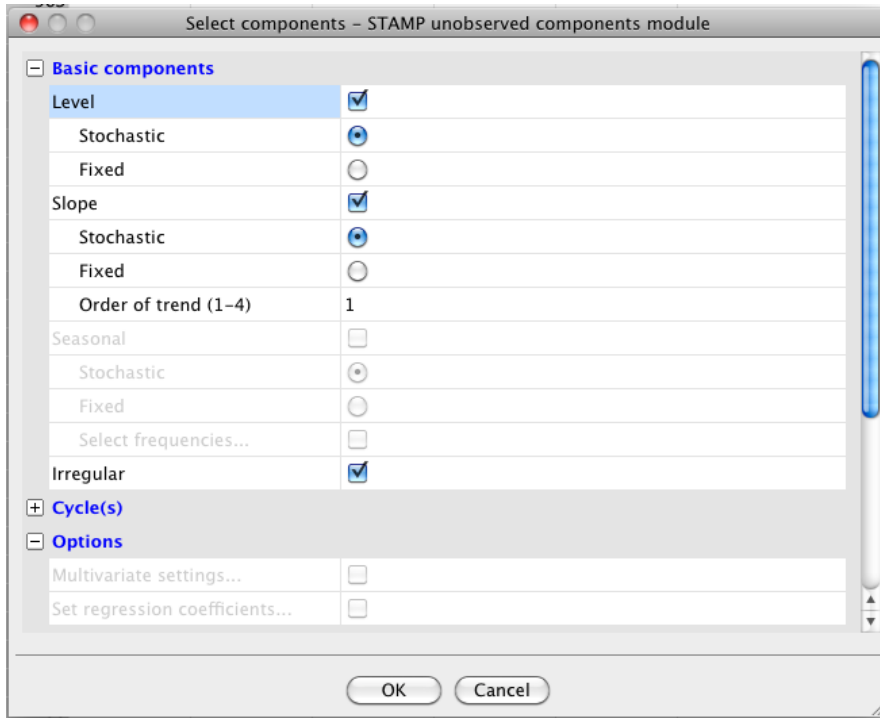 Select components – STAMP unobserved components module
Basic components
Level
Stochastic
Fixed
Slope
Stochastic
Fixed
Order of trend (1–4) 1
Seasonal
Stochastic
Fixed
Select frequencies...
Irregular
Cycle(s)
Options
Multivariate settings...
Set regression coefficients...
OK Cancel